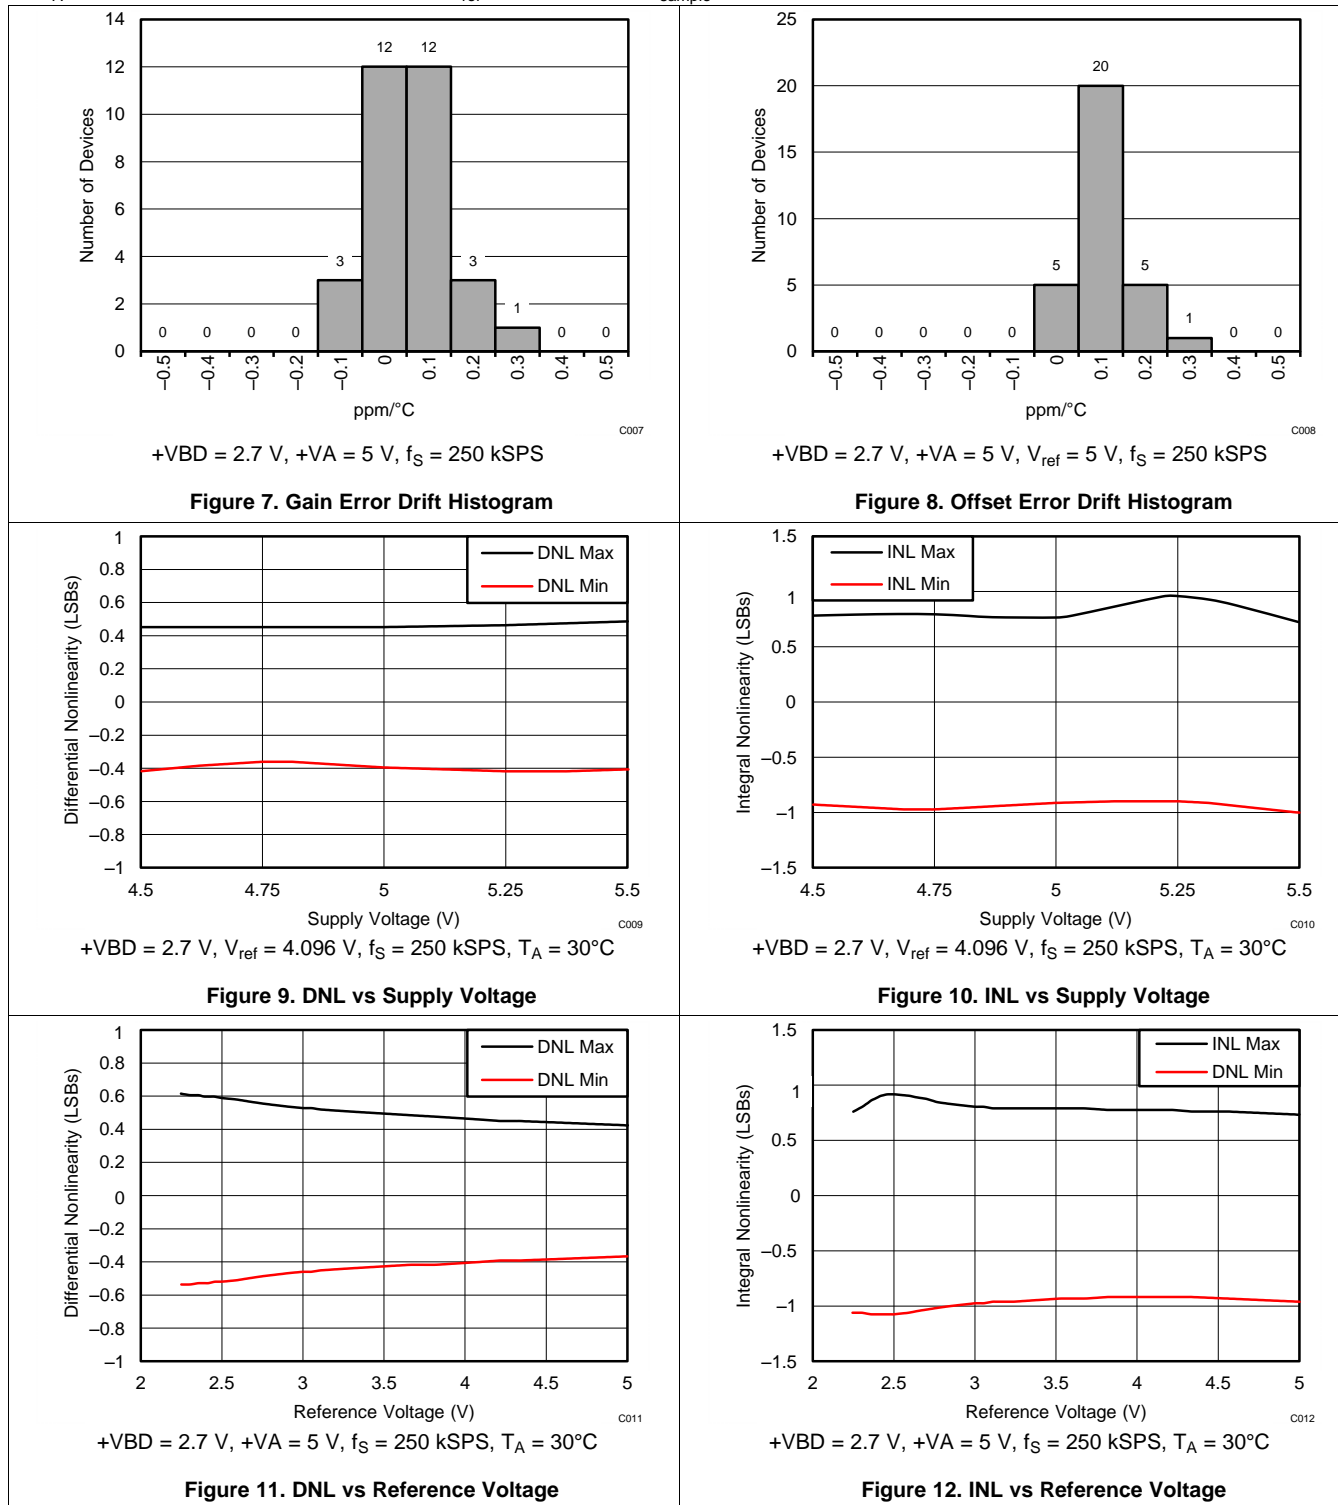 14
12
10
8
6
4
2
0
Number of Devices
0 0 0 0 3 12 12 3 1 0 0
–0.5 –0.4 –0.3 –0.2 –0.1 0 0.1 0.2 0.3 0.4 0.5
ppm/°C
C007
+VBD = 2.7 V, +VA = 5 V, fS = 250 kSPS
Figure 7. Gain Error Drift Histogram
25
20
15
10
5
0
Number of Devices
0 0 0 0 0 5 20 5 1 0 0
–0.5 –0.4 –0.3 –0.2 –0.1 0 0.1 0.2 0.3 0.4 0.5
ppm/°C
C008
+VBD = 2.7 V, +VA = 5 V, Vref = 5 V, fS = 250 kSPS
Figure 8. Offset Error Drift Histogram
1
0.8
0.6
0.4
0.2
0
–0.2
–0.4
–0.6
–0.8
–1
Differential Nonlinearity (LSBs)
DNL Max
DNL Min
4.5 4.75 5 5.25 5.5
Supply Voltage (V)
C009
+VBD = 2.7 V, Vref = 4.096 V, fS = 250 kSPS, TA = 30°C
Figure 9. DNL vs Supply Voltage
1.5
1
0.5
0
–0.5
–1
–1.5
Integral Nonlinearity (LSBs)
INL Max
INL Min
4.5 4.75 5 5.25 5.5
Supply Voltage (V)
C010
+VBD = 2.7 V, Vref = 4.096 V, fS = 250 kSPS, TA = 30°C
Figure 10. INL vs Supply Voltage
1
0.8
0.6
0.4
0.2
0
–0.2
–0.4
–0.6
–0.8
–1
Differential Nonlinearity (LSBs)
DNL Max
DNL Min
2 2.5 3 3.5 4 4.5 5
Reference Voltage (V)
C011
+VBD = 2.7 V, +VA = 5 V, fS = 250 kSPS, TA = 30°C
Figure 11. DNL vs Reference Voltage
1.5
1
0.5
0
–0.5
–1
–1.5
Integral Nonlinearity (LSBs)
INL Max
DNL Min
2 2.5 3 3.5 4 4.5 5
Reference Voltage (V)
C012
+VBD = 2.7 V, +VA = 5 V, fS = 250 kSPS, TA = 30°C
Figure 12. INL vs Reference Voltage